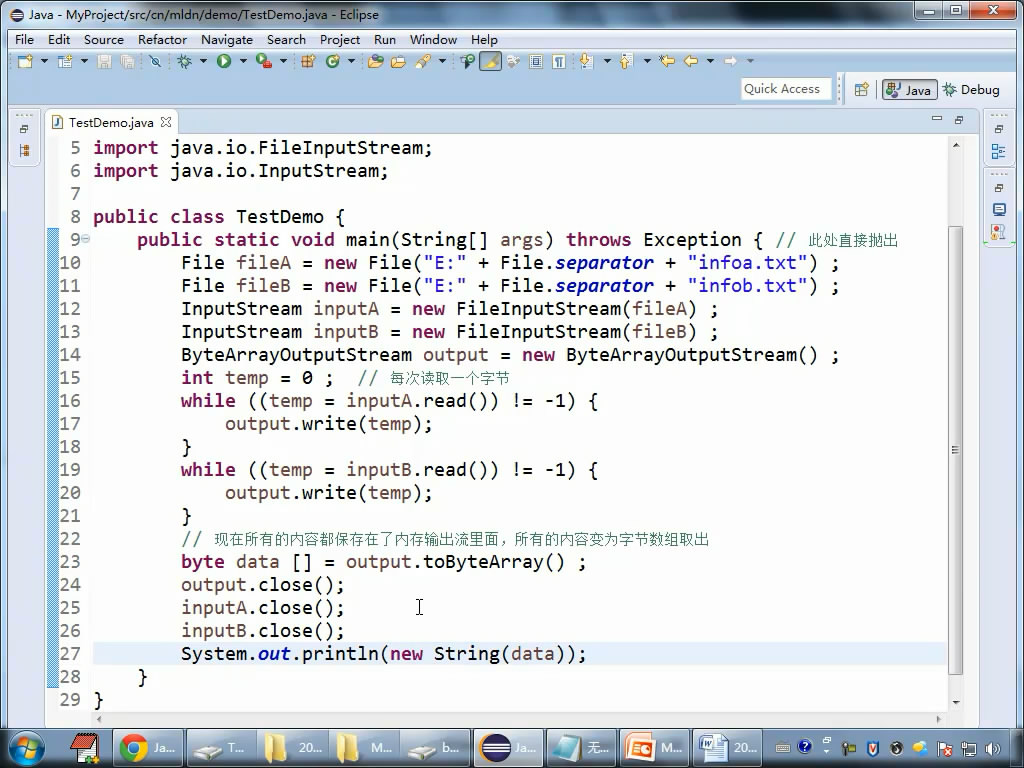 Java - MyProject/src/cn/mldn/demo/TestDemo.java - Eclipse
File Edit Source Refactor Navigate Search Project Run Window Help
Quick Access Java Debug
TestDemo.java
5 import java.io.FileInputStream;
6 import java.io.InputStream;
7
8 public class TestDemo {
9 public static void main(String[] args) throws Exception { // 此处直接抛出
10 File fileA = new File("E:" + File.separator + "infoa.txt") ;
11 File fileB = new File("E:" + File.separator + "infob.txt") ;
12 InputStream inputA = new FileInputStream(fileA) ;
13 InputStream inputB = new FileInputStream(fileB) ;
14 ByteArrayOutputStream output = new ByteArrayOutputStream() ;
15 int temp = 0 ; // 每次读取一个字节
16 while ((temp = inputA.read()) != -1) {
17 output.write(temp);
18 }
19 while ((temp = inputB.read()) != -1) {
20 output.write(temp);
21 }
22 // 现在所有的内容都保存在了内存输出流里面，所有的内容变为字节数组取出
23 byte data [] = output.toByteArray() ;
24 output.close();
25 inputA.close();
26 inputB.close();
27 System.out.println(new String(data));
28 }
29 }
Ja... T... 20... M... b... Ja... 无... M... 20...